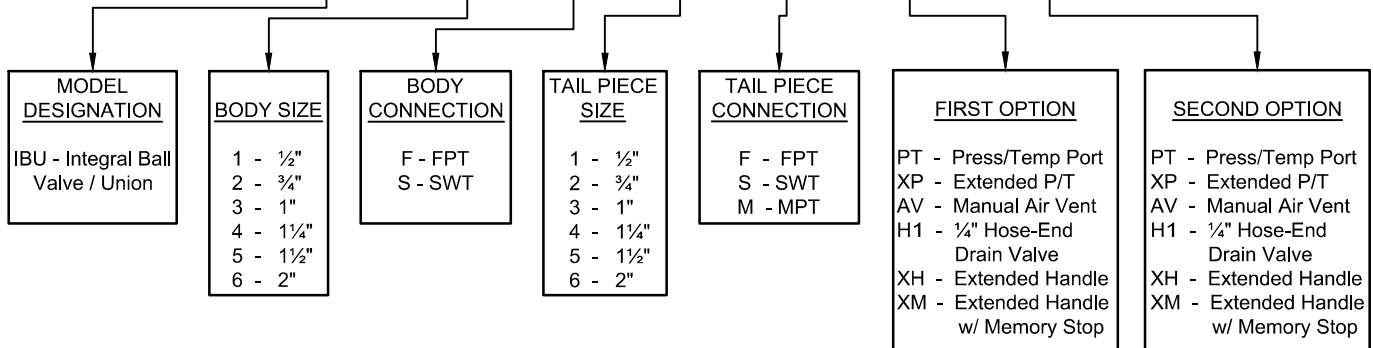 MODEL
DESIGNATION
IBU - Integral Ball
Valve / Union
BODY SIZE
1 - ½"
2 - ¾"
3 - 1"
4 - 1¼"
5 - 1½"
6 - 2"
BODY
CONNECTION
F - FPT
S - SWT
TAIL PIECE
SIZE
1 - ½"
2 - ¾"
3 - 1"
4 - 1¼"
5 - 1½"
6 - 2"
TAIL PIECE
CONNECTION
F - FPT
S - SWT
M - MPT
FIRST OPTION
PT - Press/Temp Port
XP - Extended P/T
AV - Manual Air Vent
H1 - ¼" Hose-End
Drain Valve
XH - Extended Handle
XM - Extended Handle
w/ Memory Stop
SECOND OPTION
PT - Press/Temp Port
XP - Extended P/T
AV - Manual Air Vent
H1 - ¼" Hose-End
Drain Valve
XH - Extended Handle
XM - Extended Handle
w/ Memory Stop